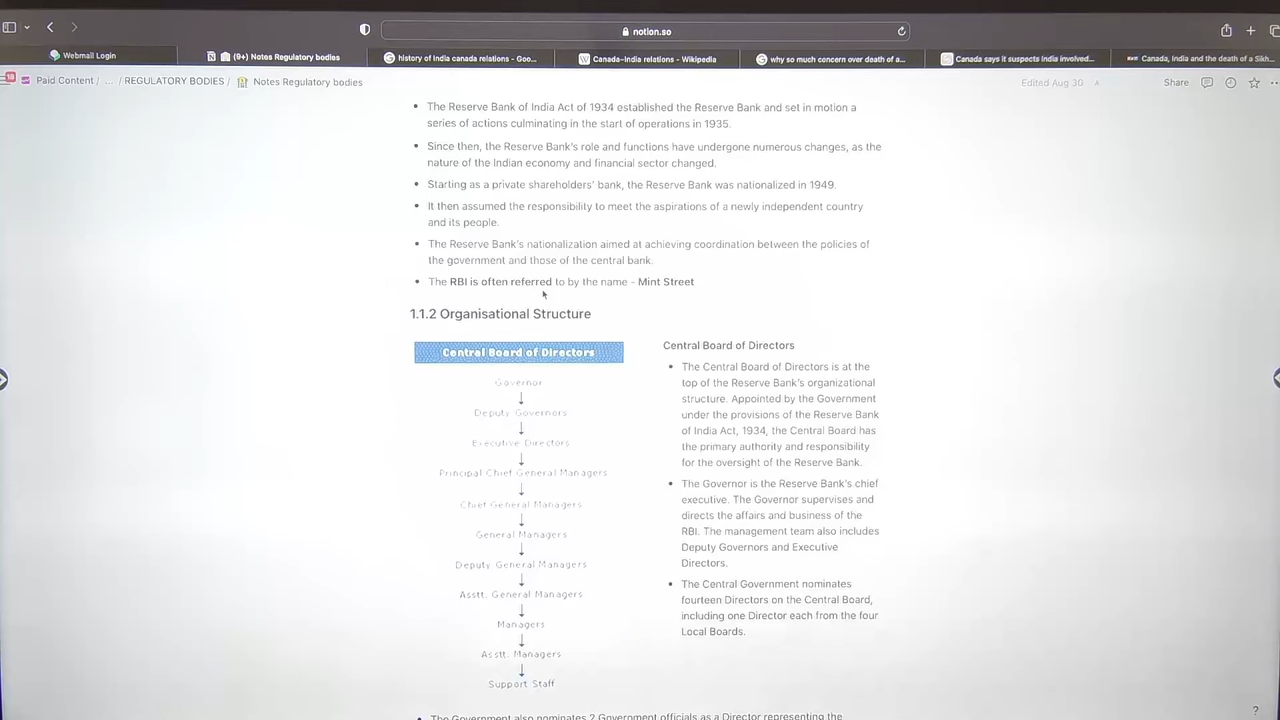 notion.so
Webmail Login
(9+) Notes Regulatory bodies
history of india canada relations - Goo...
Canada–India relations - Wikipedia
why so much concern over death of a...
Canada says it suspects India involved...
Canada, India and the death of a Sikh...
Paid Content / ... / REGULATORY BODIES / Notes Regulatory bodies
Edited Aug 30
Share
• The Reserve Bank of India Act of 1934 established the Reserve Bank and set in motion a
series of actions culminating in the start of operations in 1935.
• Since then, the Reserve Bank's role and functions have undergone numerous changes, as the
nature of the Indian economy and financial sector changed.
• Starting as a private shareholders' bank, the Reserve Bank was nationalized in 1949.
• It then assumed the responsibility to meet the aspirations of a newly independent country
and its people.
• The Reserve Bank's nationalization aimed at achieving coordination between the policies of
the government and those of the central bank.
• The RBI is often referred to by the name - Mint Street
1.1.2 Organisational Structure
Central Board of Directors
Governor
Deputy Governors
Executive Directors
Principal Chief General Managers
Chief General Managers
General Managers
Deputy General Managers
Asstt. General Managers
Managers
Asstt. Managers
Support Staff
Central Board of Directors
• The Central Board of Directors is at the
top of the Reserve Bank's organizational
structure. Appointed by the Government
under the provisions of the Reserve Bank
of India Act, 1934, the Central Board has
the primary authority and responsibility
for the oversight of the Reserve Bank.
• The Governor is the Reserve Bank's chief
executive. The Governor supervises and
directs the affairs and business of the
RBI. The management team also includes
Deputy Governors and Executive
Directors.
• The Central Government nominates
fourteen Directors on the Central Board,
including one Director each from the four
Local Boards.
• The Government also nominates 2 Government officials as a Director representing the
?